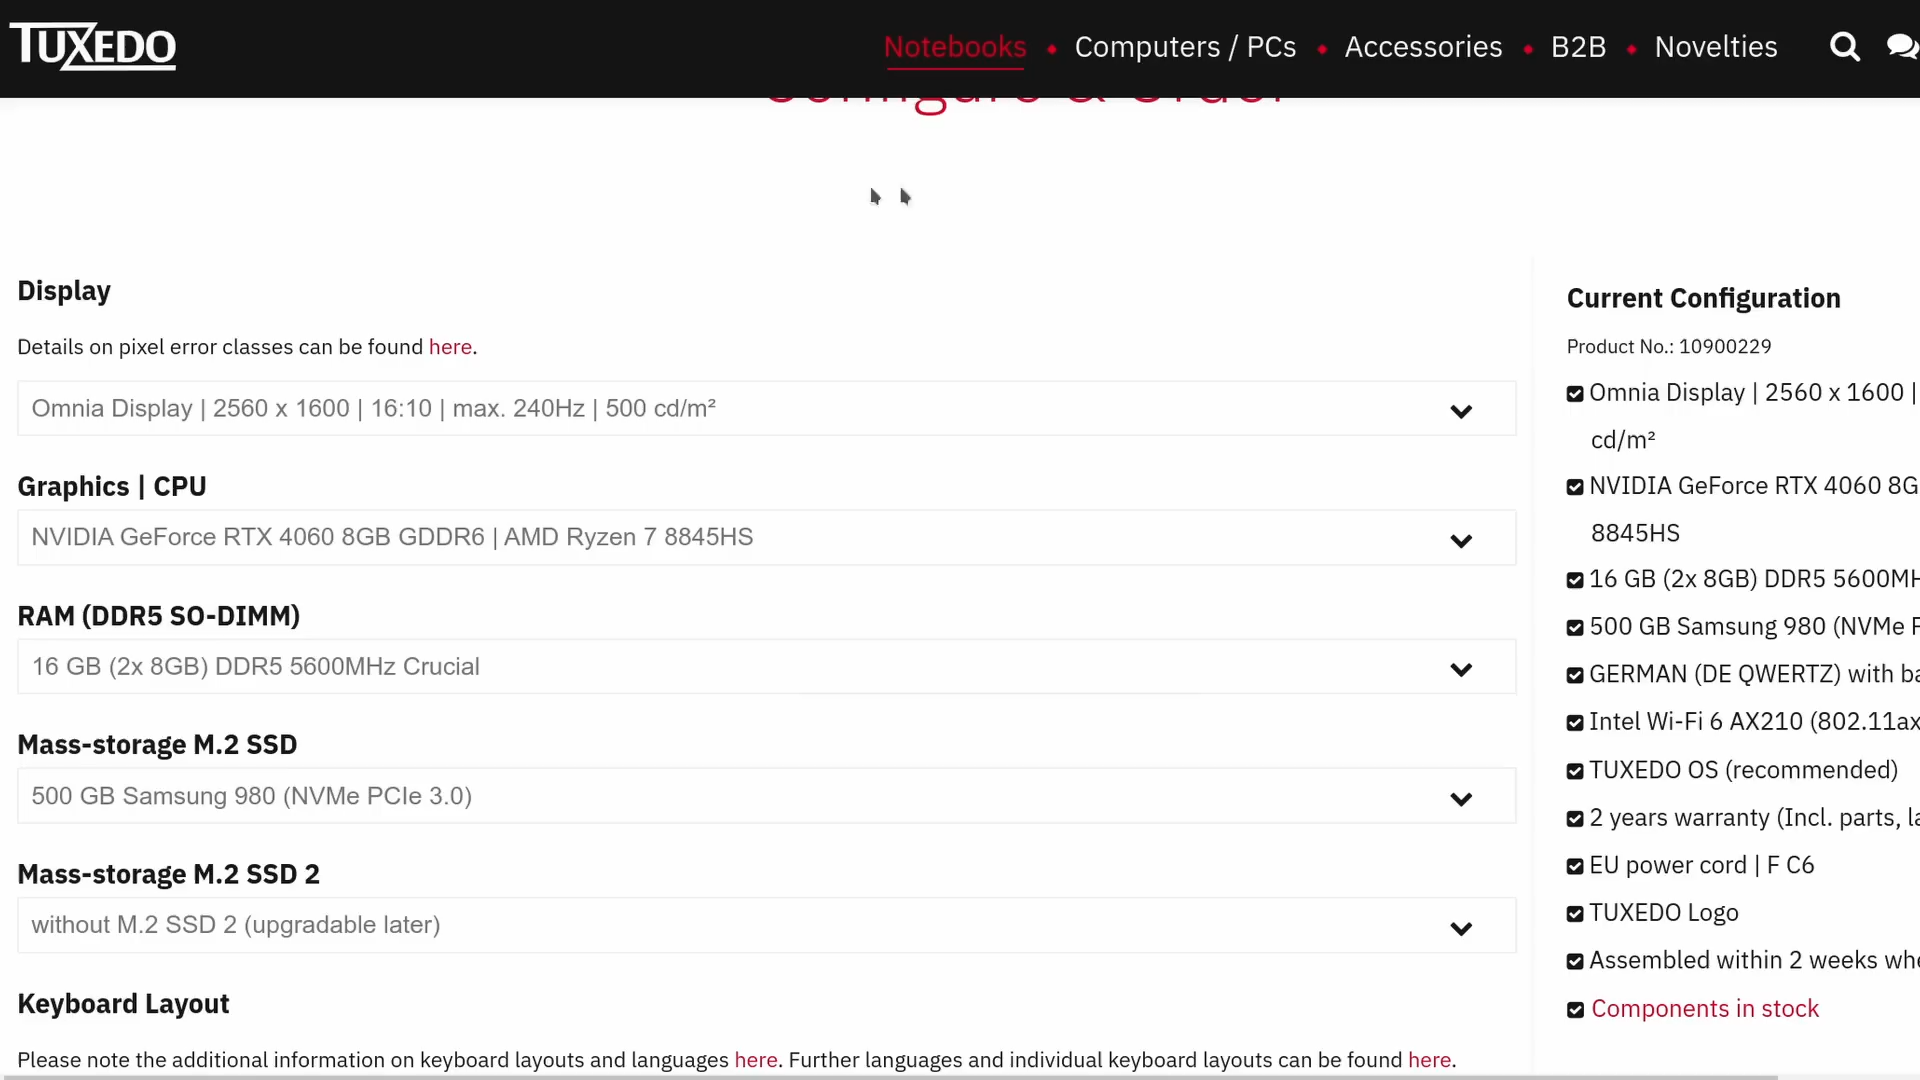 TUXEDO
Notebooks
Computers / PCs
Accessories
B2B
Novelties
Configure & Order
Display
Details on pixel error classes can be found here.
Omnia Display | 2560 x 1600 | 16:10 | max. 240Hz | 500 cd/m²
Graphics | CPU
NVIDIA GeForce RTX 4060 8GB GDDR6 | AMD Ryzen 7 8845HS
RAM (DDR5 SO-DIMM)
16 GB (2x 8GB) DDR5 5600MHz Crucial
Mass-storage M.2 SSD
500 GB Samsung 980 (NVMe PCIe 3.0)
Mass-storage M.2 SSD 2
without M.2 SSD 2 (upgradable later)
Keyboard Layout
Please note the additional information on keyboard layouts and languages here. Further languages and individual keyboard layouts can be found here.
Current Configuration
Product No.: 10900229
Omnia Display | 2560 x 1600 |
cd/m²
NVIDIA GeForce RTX 4060 8G
8845HS
16 GB (2x 8GB) DDR5 5600MH
500 GB Samsung 980 (NVMe P
GERMAN (DE QWERTZ) with ba
Intel Wi-Fi 6 AX210 (802.11ax
TUXEDO OS (recommended)
2 years warranty (Incl. parts, la
EU power cord | F C6
TUXEDO Logo
Assembled within 2 weeks whe
Components in stock